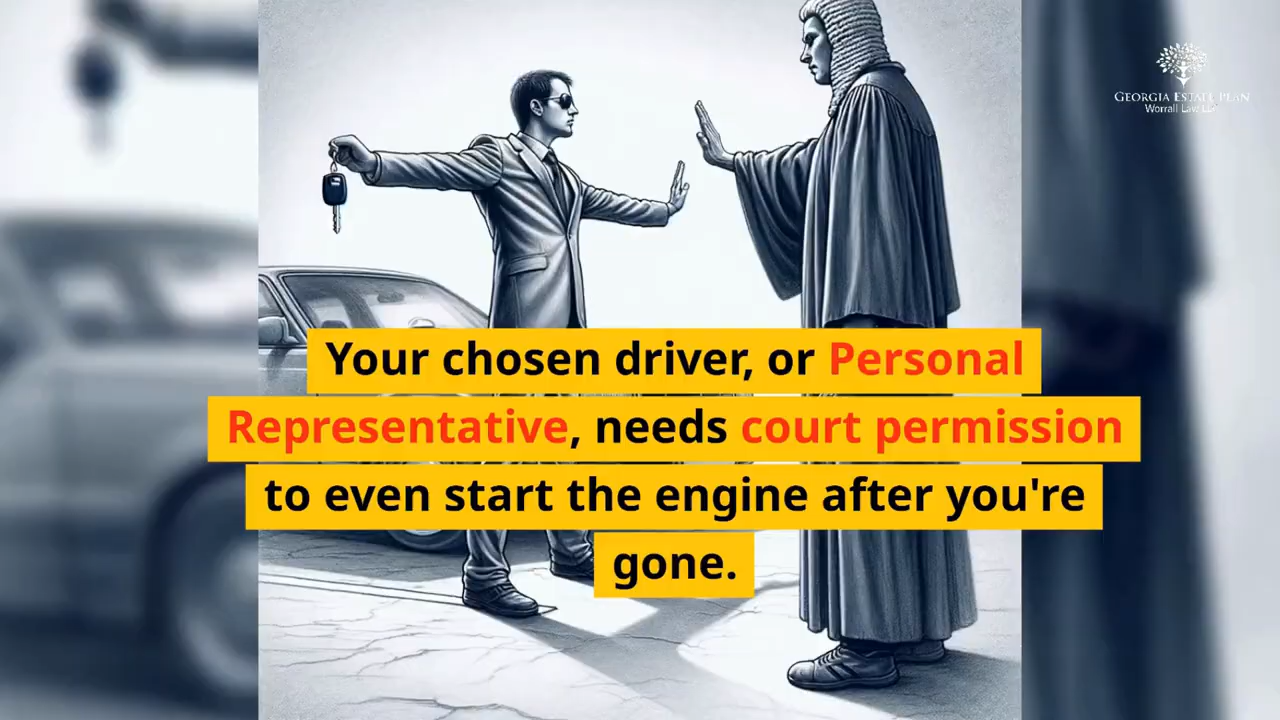 GEORGIA ESTATE PLAN
Worrall Law LLC
Your chosen driver, or Personal
Representative, needs court permission
to even start the engine after you're
gone.